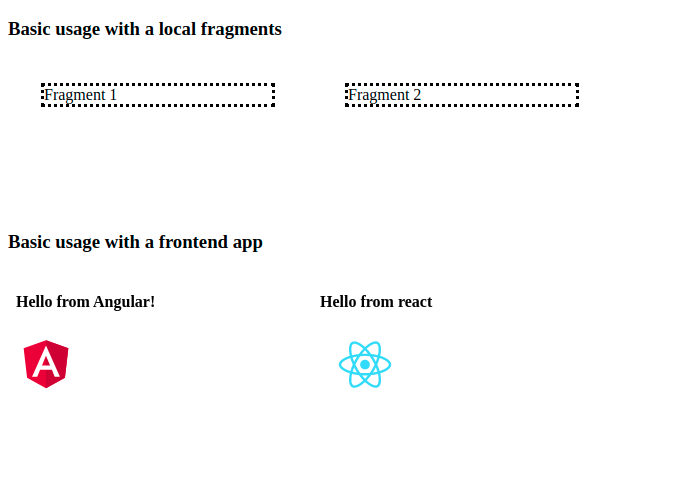 Basic usage with a local fragments
Fragment 1
Fragment 2
Basic usage with a frontend app
Hello from Angular!
Hello from react
A